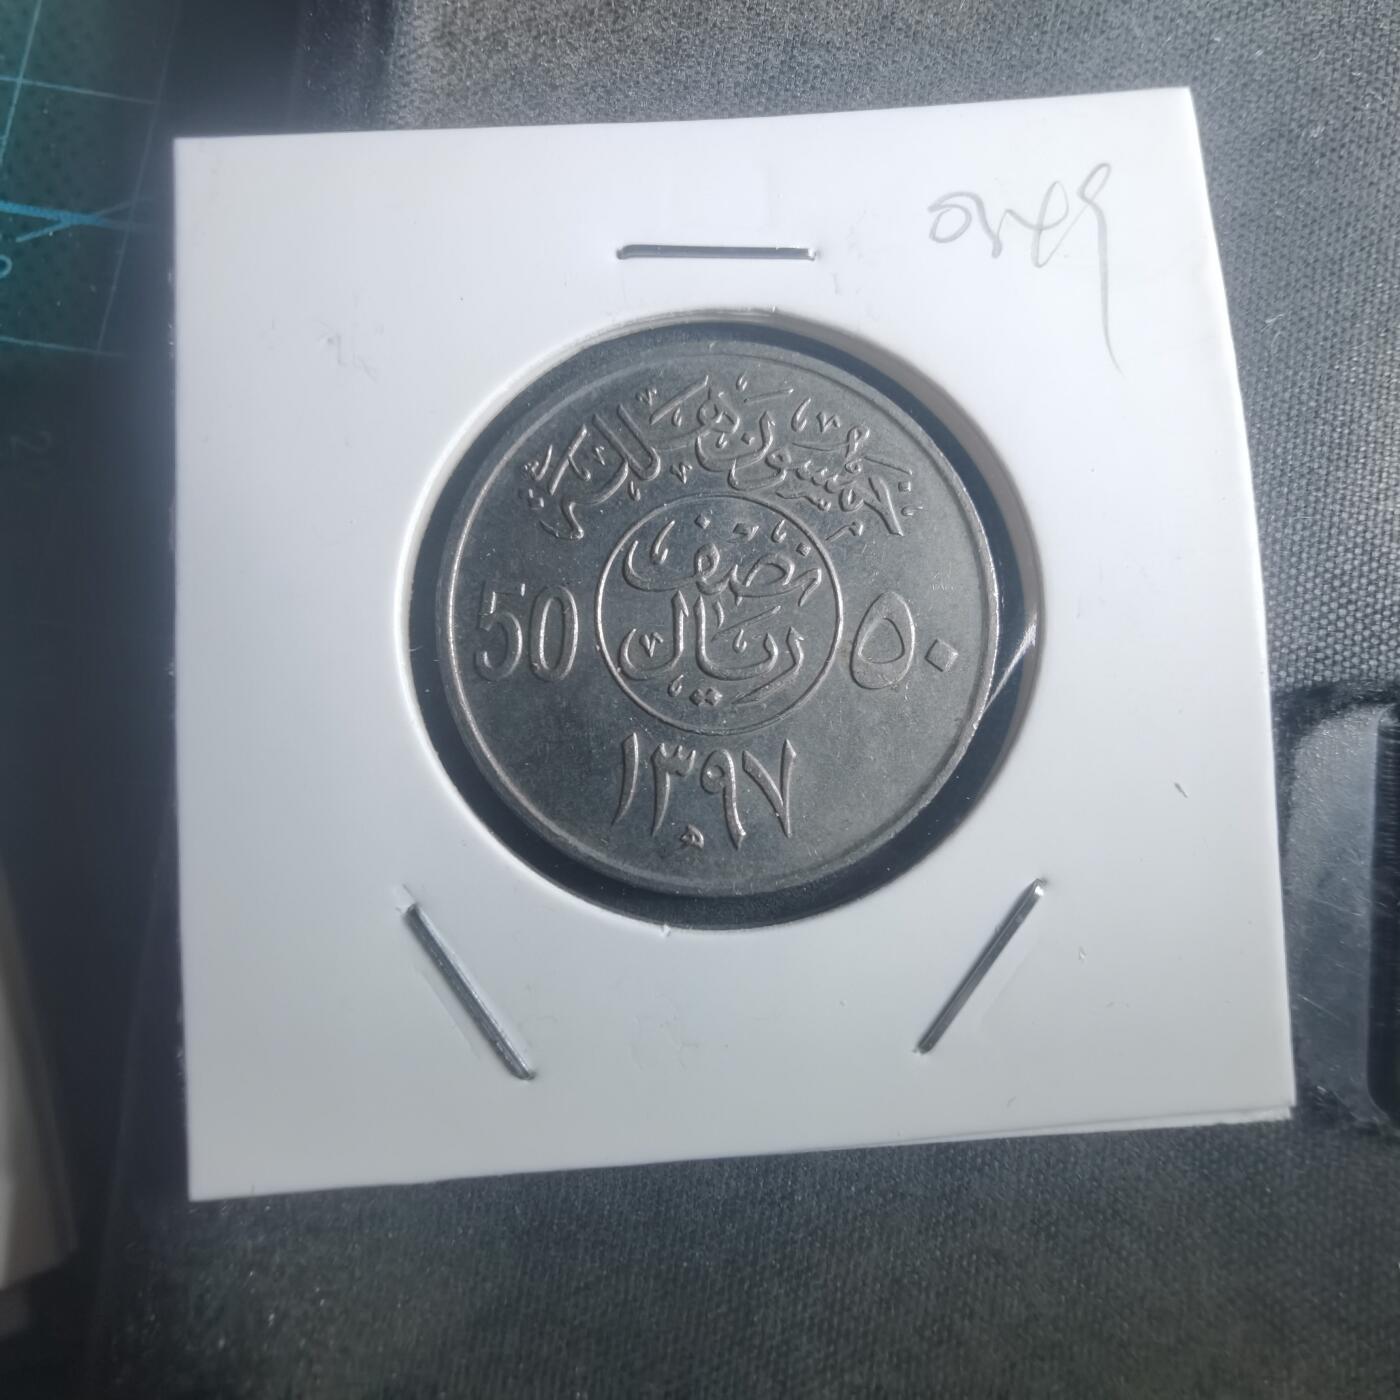 خمسون هللة
نصف
ريال
50
٥٠
١٣٩٧
ھ